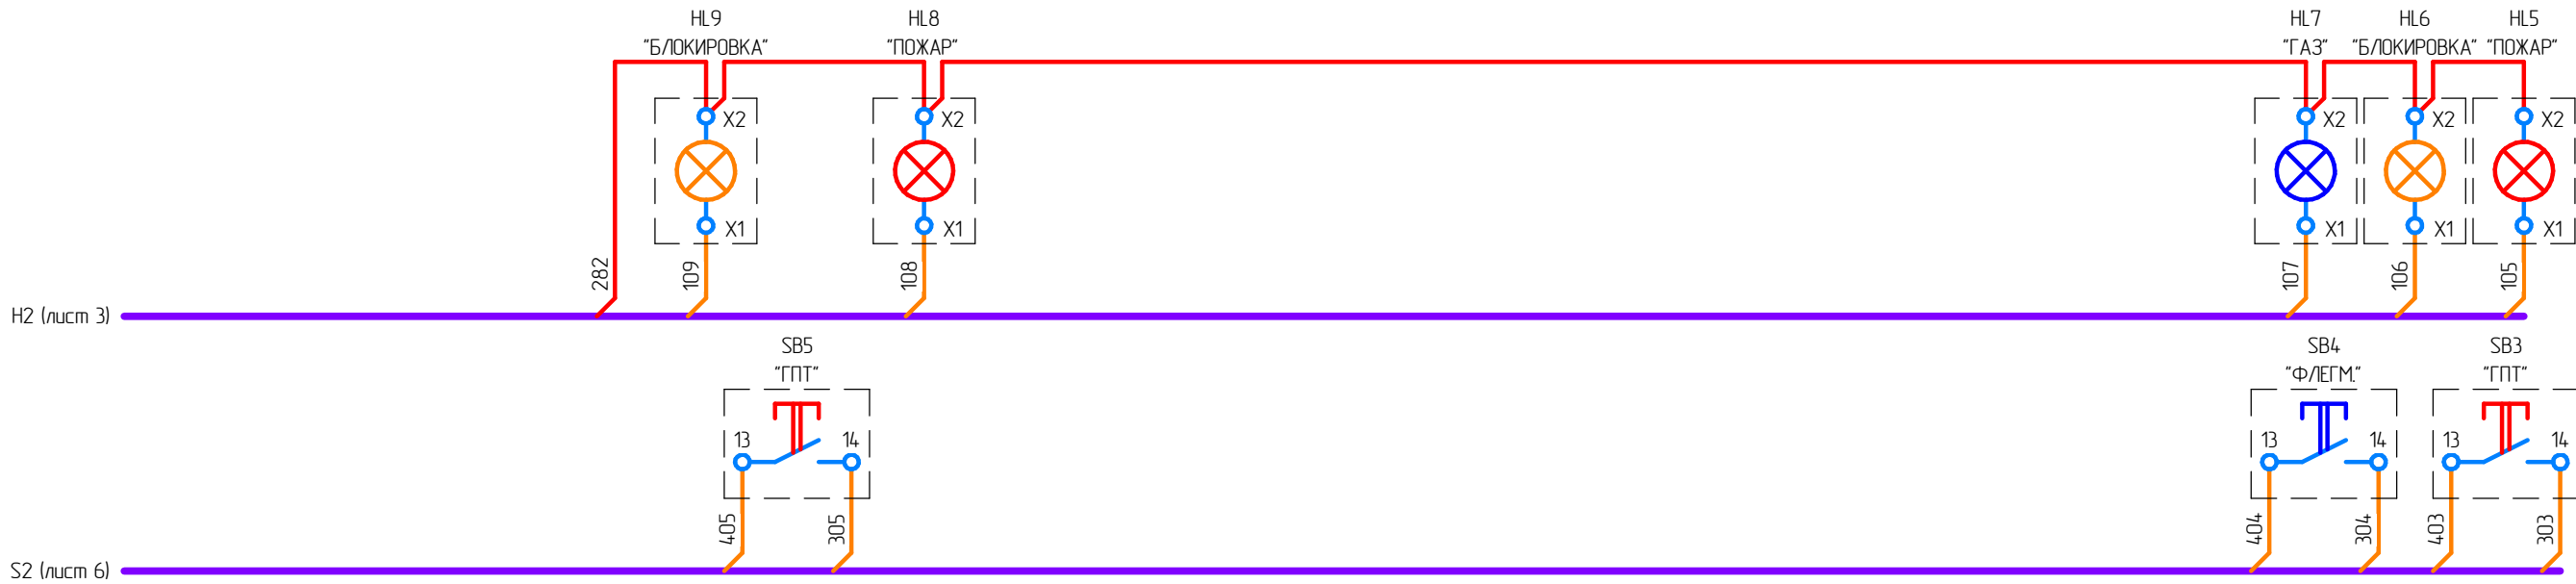 HL9 HL8 HL7 HL6 HL5
"БЛОКИРОВКА" "ПОЖАР" "ГАЗ" "БЛОКИРОВКА" "ПОЖАР"
X2 X2 X2 X2 X2
X1 X1 X1 X1 X1
282 109 108 107 106 105
H2 (лист 3)
SB5 SB4 SB3
"ГПТ" "ФЛЕГМ." "ГПТ"
13 14 13 14 13 14
405 305 404 304 403 303
S2 (лист 6)